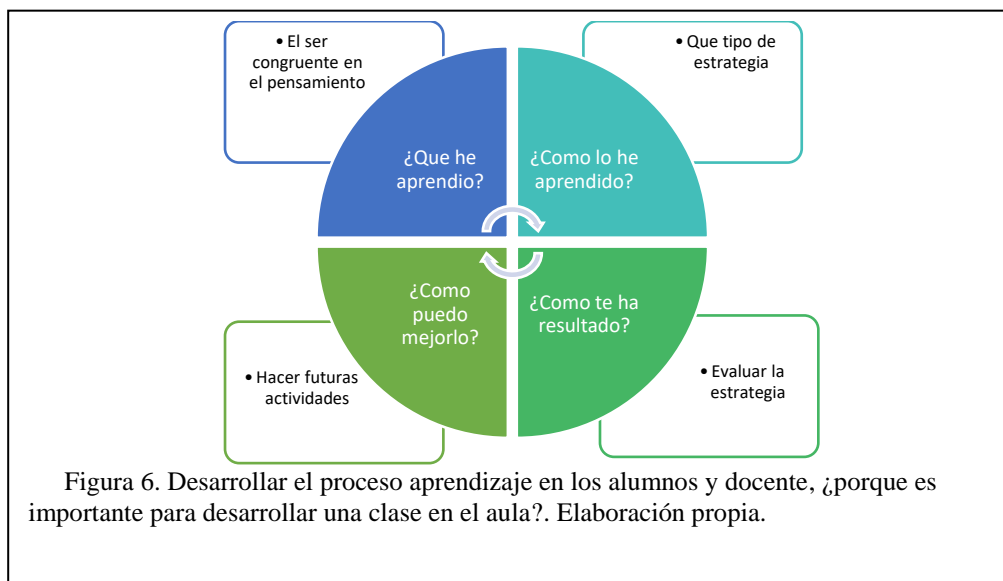 • El ser
congruente en
el pensamiento
• Que tipo de
estrategia
¿Que he
aprendio?
¿Como lo he
aprendido?
¿Como
puedo
mejorlo?
¿Como te ha
resultado?
• Hacer futuras
actividades
• Evaluar la
estrategia
Figura 6. Desarrollar el proceso aprendizaje en los alumnos y docente, ¿porque es
importante para desarrollar una clase en el aula?. Elaboración propia.